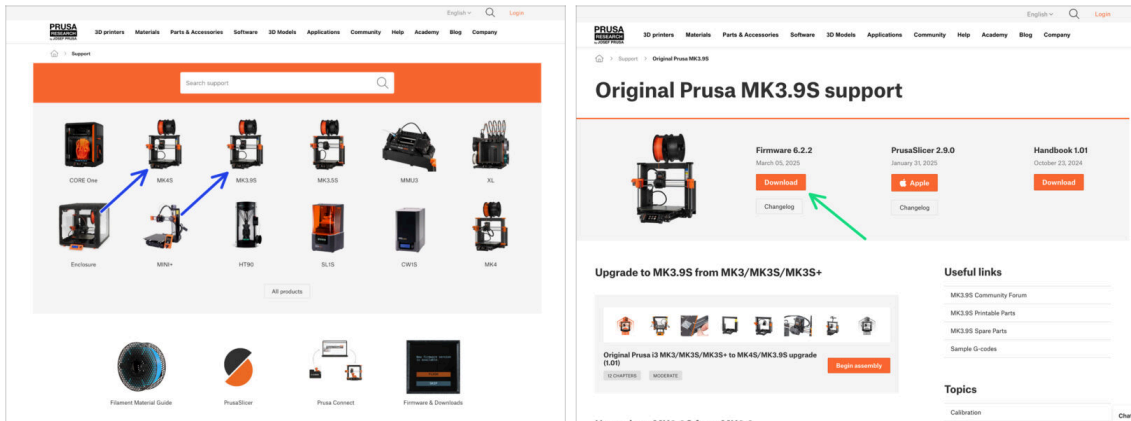 English
Login
PRUSA
RESEARCH
by JOSEF PRUSA
3D printers Materials Parts & Accessories Software 3D Models Applications Community Help Academy Blog Company
Support
Search support
CORE One MK4S MK3.9S MK3.5S MMU3 XL
Enclosure MINI+ HT90 SL1S CW1S MK4
All products
Filament Material Guide PrusaSlicer Prusa Connect Firmware & Downloads
English
Login
PRUSA
RESEARCH
by JOSEF PRUSA
3D printers Materials Parts & Accessories Software 3D Models Applications Community Help Academy Blog Company
Support > Original Prusa MK3.9S
Original Prusa MK3.9S support
Firmware 6.2.2
March 05, 2025
Download
Changelog
PrusaSlicer 2.9.0
January 31, 2025
Apple
Changelog
Handbook 1.01
October 23, 2024
Download
Upgrade to MK3.9S from MK3/MK3S/MK3S+
Original Prusa i3 MK3/MK3S/MK3S+ to MK4S/MK3.9S upgrade
(1.01)
12 CHAPTERS MODERATE
Begin assembly
Useful links
MK3.9S Community Forum
MK3.9S Printable Parts
MK3.9S Spare Parts
Sample G-codes
Topics
Calibration
Chat